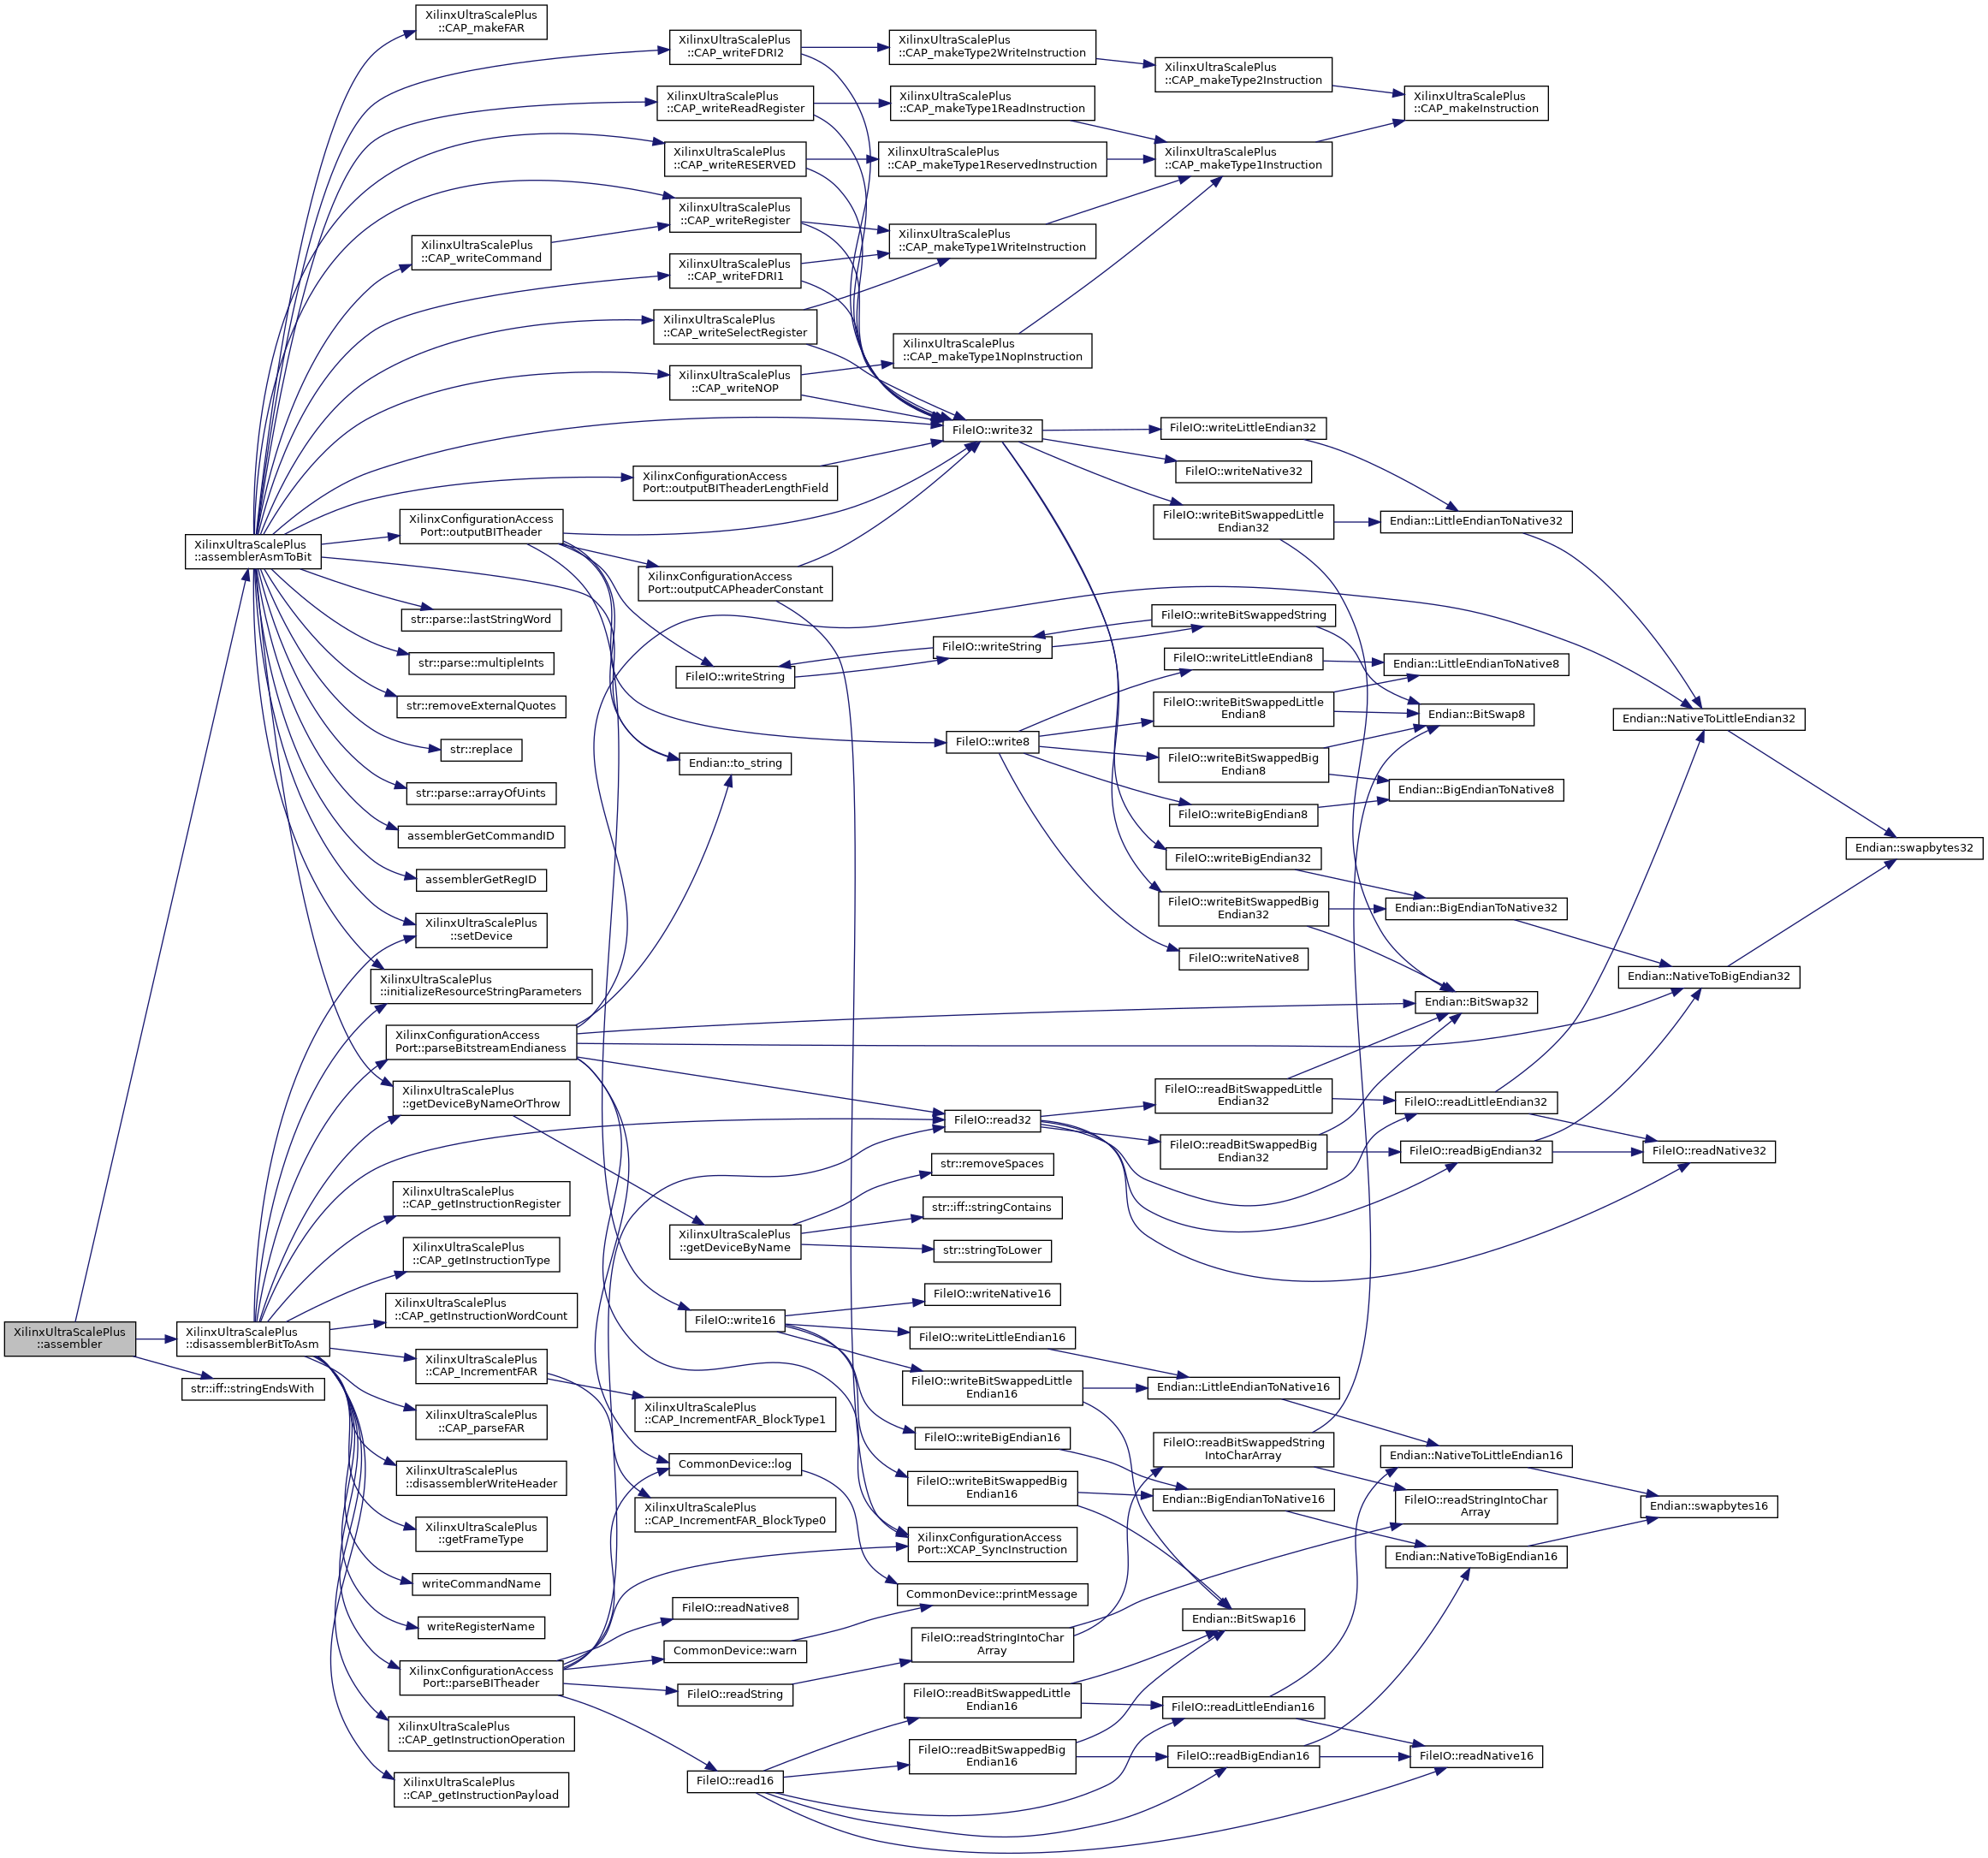 XilinxUltraScalePlus
::assembler
XilinxUltraScalePlus
::assemblerAsmToBit
XilinxUltraScalePlus
::disassemblerBitToAsm
str::iff::stringEndsWith
XilinxUltraScalePlus
::CAP_makeFAR
XilinxUltraScalePlus
::CAP_writeCommand
XilinxConfigurationAccess
Port::outputBITheader
str::parse::lastStringWord
str::parse::multipleInts
str::removeExternalQuotes
str::replace
str::parse::arrayOfUints
assemblerGetCommandID
assemblerGetRegID
XilinxUltraScalePlus
::setDevice
XilinxUltraScalePlus
::initializeResourceStringParameters
XilinxConfigurationAccess
Port::parseBitstreamEndianess
XilinxUltraScalePlus
::getDeviceByNameOrThrow
XilinxUltraScalePlus
::CAP_getInstructionRegister
XilinxUltraScalePlus
::CAP_getInstructionType
XilinxUltraScalePlus
::CAP_getInstructionWordCount
XilinxUltraScalePlus
::CAP_IncrementFAR
XilinxUltraScalePlus
::CAP_parseFAR
XilinxUltraScalePlus
::disassemblerWriteHeader
XilinxUltraScalePlus
::getFrameType
writeCommandName
writeRegisterName
XilinxConfigurationAccess
Port::parseBITheader
XilinxUltraScalePlus
::CAP_getInstructionOperation
XilinxUltraScalePlus
::CAP_getInstructionPayload
XilinxUltraScalePlus
::CAP_writeFDRI2
XilinxUltraScalePlus
::CAP_writeReadRegister
XilinxUltraScalePlus
::CAP_writeRESERVED
XilinxUltraScalePlus
::CAP_writeRegister
XilinxUltraScalePlus
::CAP_writeFDRI1
XilinxUltraScalePlus
::CAP_writeSelectRegister
XilinxUltraScalePlus
::CAP_writeNOP
XilinxConfigurationAccess
Port::outputBITheaderLengthField
XilinxConfigurationAccess
Port::outputCAPheaderConstant
FileIO::writeString
Endian::to_string
XilinxUltraScalePlus
::getDeviceByName
FileIO::write16
XilinxUltraScalePlus
::CAP_IncrementFAR_BlockType1
CommonDevice::log
XilinxUltraScalePlus
::CAP_IncrementFAR_BlockType0
FileIO::readNative8
CommonDevice::warn
FileIO::readString
FileIO::read16
XilinxUltraScalePlus
::CAP_makeType2WriteInstruction
XilinxUltraScalePlus
::CAP_makeType1ReadInstruction
XilinxUltraScalePlus
::CAP_makeType1ReservedInstruction
XilinxUltraScalePlus
::CAP_makeType1WriteInstruction
XilinxUltraScalePlus
::CAP_makeType1NopInstruction
FileIO::write32
FileIO::writeString
FileIO::write8
FileIO::read32
str::removeSpaces
str::iff::stringContains
str::stringToLower
FileIO::writeNative16
FileIO::writeLittleEndian16
FileIO::writeBitSwappedLittle
Endian16
FileIO::writeBigEndian16
FileIO::writeBitSwappedBig
Endian16
XilinxConfigurationAccess
Port::XCAP_SyncInstruction
CommonDevice::printMessage
FileIO::readStringIntoChar
Array
FileIO::readBitSwappedLittle
Endian16
FileIO::readBitSwappedBig
Endian16
XilinxUltraScalePlus
::CAP_makeType2Instruction
XilinxUltraScalePlus
::CAP_makeType1Instruction
FileIO::writeLittleEndian32
FileIO::writeNative32
FileIO::writeBitSwappedLittle
Endian32
FileIO::writeBitSwappedString
FileIO::writeLittleEndian8
FileIO::writeBitSwappedLittle
Endian8
FileIO::writeBitSwappedBig
Endian8
FileIO::writeBigEndian8
FileIO::writeBigEndian32
FileIO::writeBitSwappedBig
Endian32
FileIO::writeNative8
FileIO::readBitSwappedLittle
Endian32
FileIO::readBitSwappedBig
Endian32
Endian::LittleEndianToNative16
FileIO::readBitSwappedString
IntoCharArray
Endian::BigEndianToNative16
Endian::BitSwap16
FileIO::readLittleEndian16
FileIO::readBigEndian16
XilinxUltraScalePlus
::CAP_makeInstruction
Endian::LittleEndianToNative32
Endian::LittleEndianToNative8
Endian::BitSwap8
Endian::BigEndianToNative8
Endian::BigEndianToNative32
Endian::BitSwap32
FileIO::readLittleEndian32
FileIO::readBigEndian32
Endian::NativeToLittleEndian16
FileIO::readStringIntoChar
Array
Endian::NativeToBigEndian16
FileIO::readNative16
Endian::NativeToLittleEndian32
Endian::NativeToBigEndian32
FileIO::readNative32
Endian::swapbytes16
Endian::swapbytes32